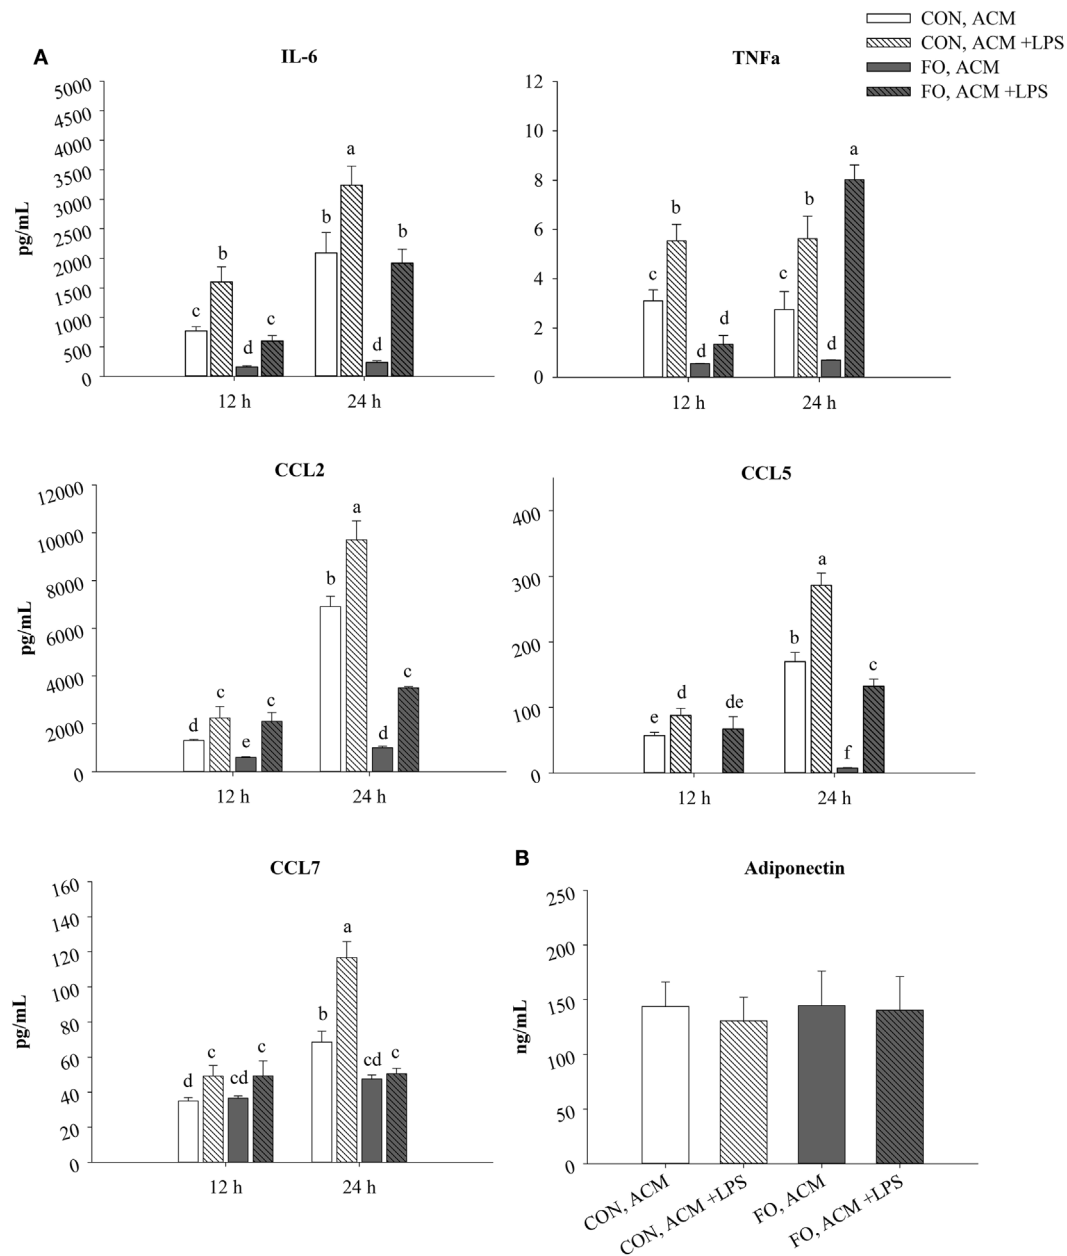 CON, ACM
CON, ACM +LPS
FO, ACM
FO, ACM +LPS
A
IL-6
pg/mL
5000
4500
4000
3500
3000
2500
2000
1500
1000
500
0
c
b
d
c
b
a
d
b
12 h
24 h
TNFa
12
10
8
6
4
2
0
c
b
d
d
c
b
d
a
12 h
24 h
CCL2
pg/mL
12000
10000
8000
6000
4000
2000
0
d
c
e
c
b
a
d
c
12 h
24 h
CCL5
400
300
200
100
0
e
d
de
b
a
f
c
12 h
24 h
CCL7
pg/mL
160
140
120
100
80
60
40
20
0
d
c
cd
c
b
a
cd
c
12 h
24 h
B
Adiponectin
ng/mL
250
200
150
100
50
0
CON, ACM
CON, ACM +LPS
FO, ACM
FO, ACM +LPS